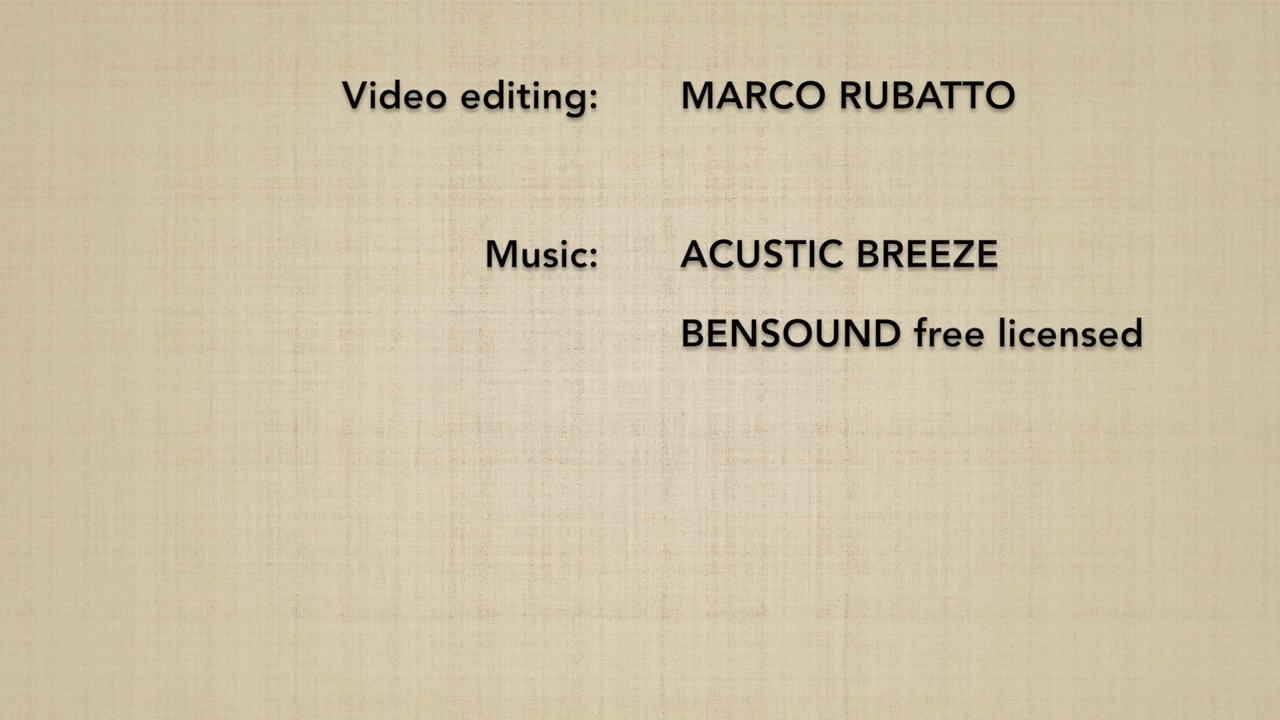 Video editing: MARCO RUBATTO
Music: ACUSTIC BREEZE
BENSOUND free licensed